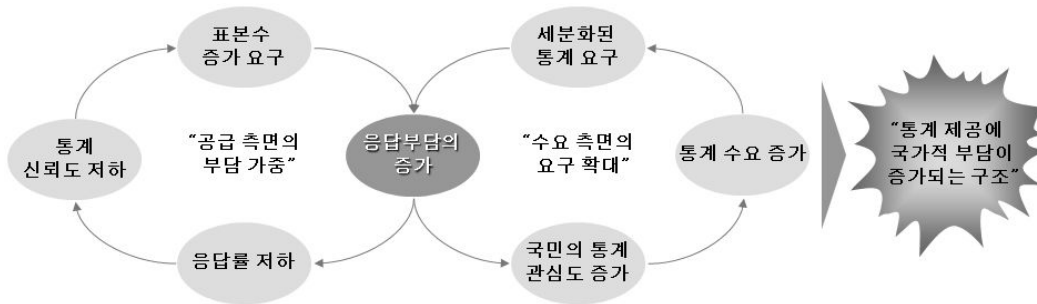 표본수
증가 요구
세분화된
통계 요구
통계
신뢰도 저하
“공급 측면의
부담 가중”
응답부담의
증가
“수요 측면의
요구 확대”
통계 수요 증가
“통계 제공에
국가적 부담이
증가되는 구조”
응답률 저하
국민의 통계
관심도 증가